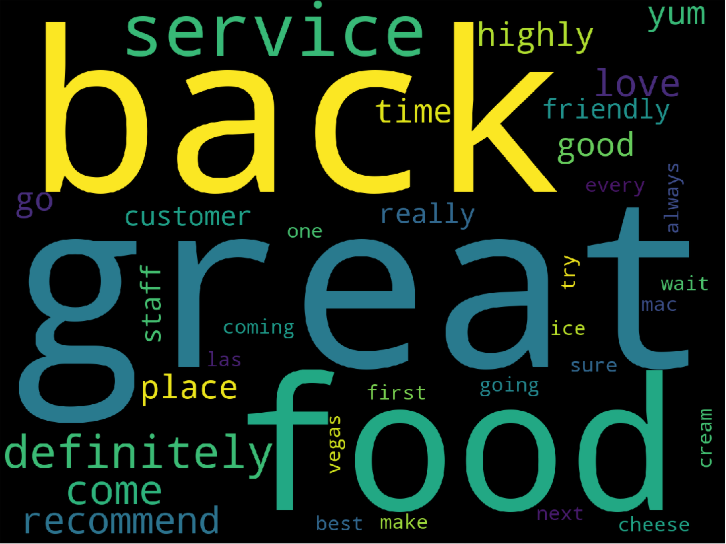 yum
service
highly
back
love
time
friendly
good
every
always
go
customer
really
one
great
staff
try
wait
mac
coming
ice
las
sure
place
first
going
food
vegas
cream
definitely
come
recommend
best
make
next
cheese